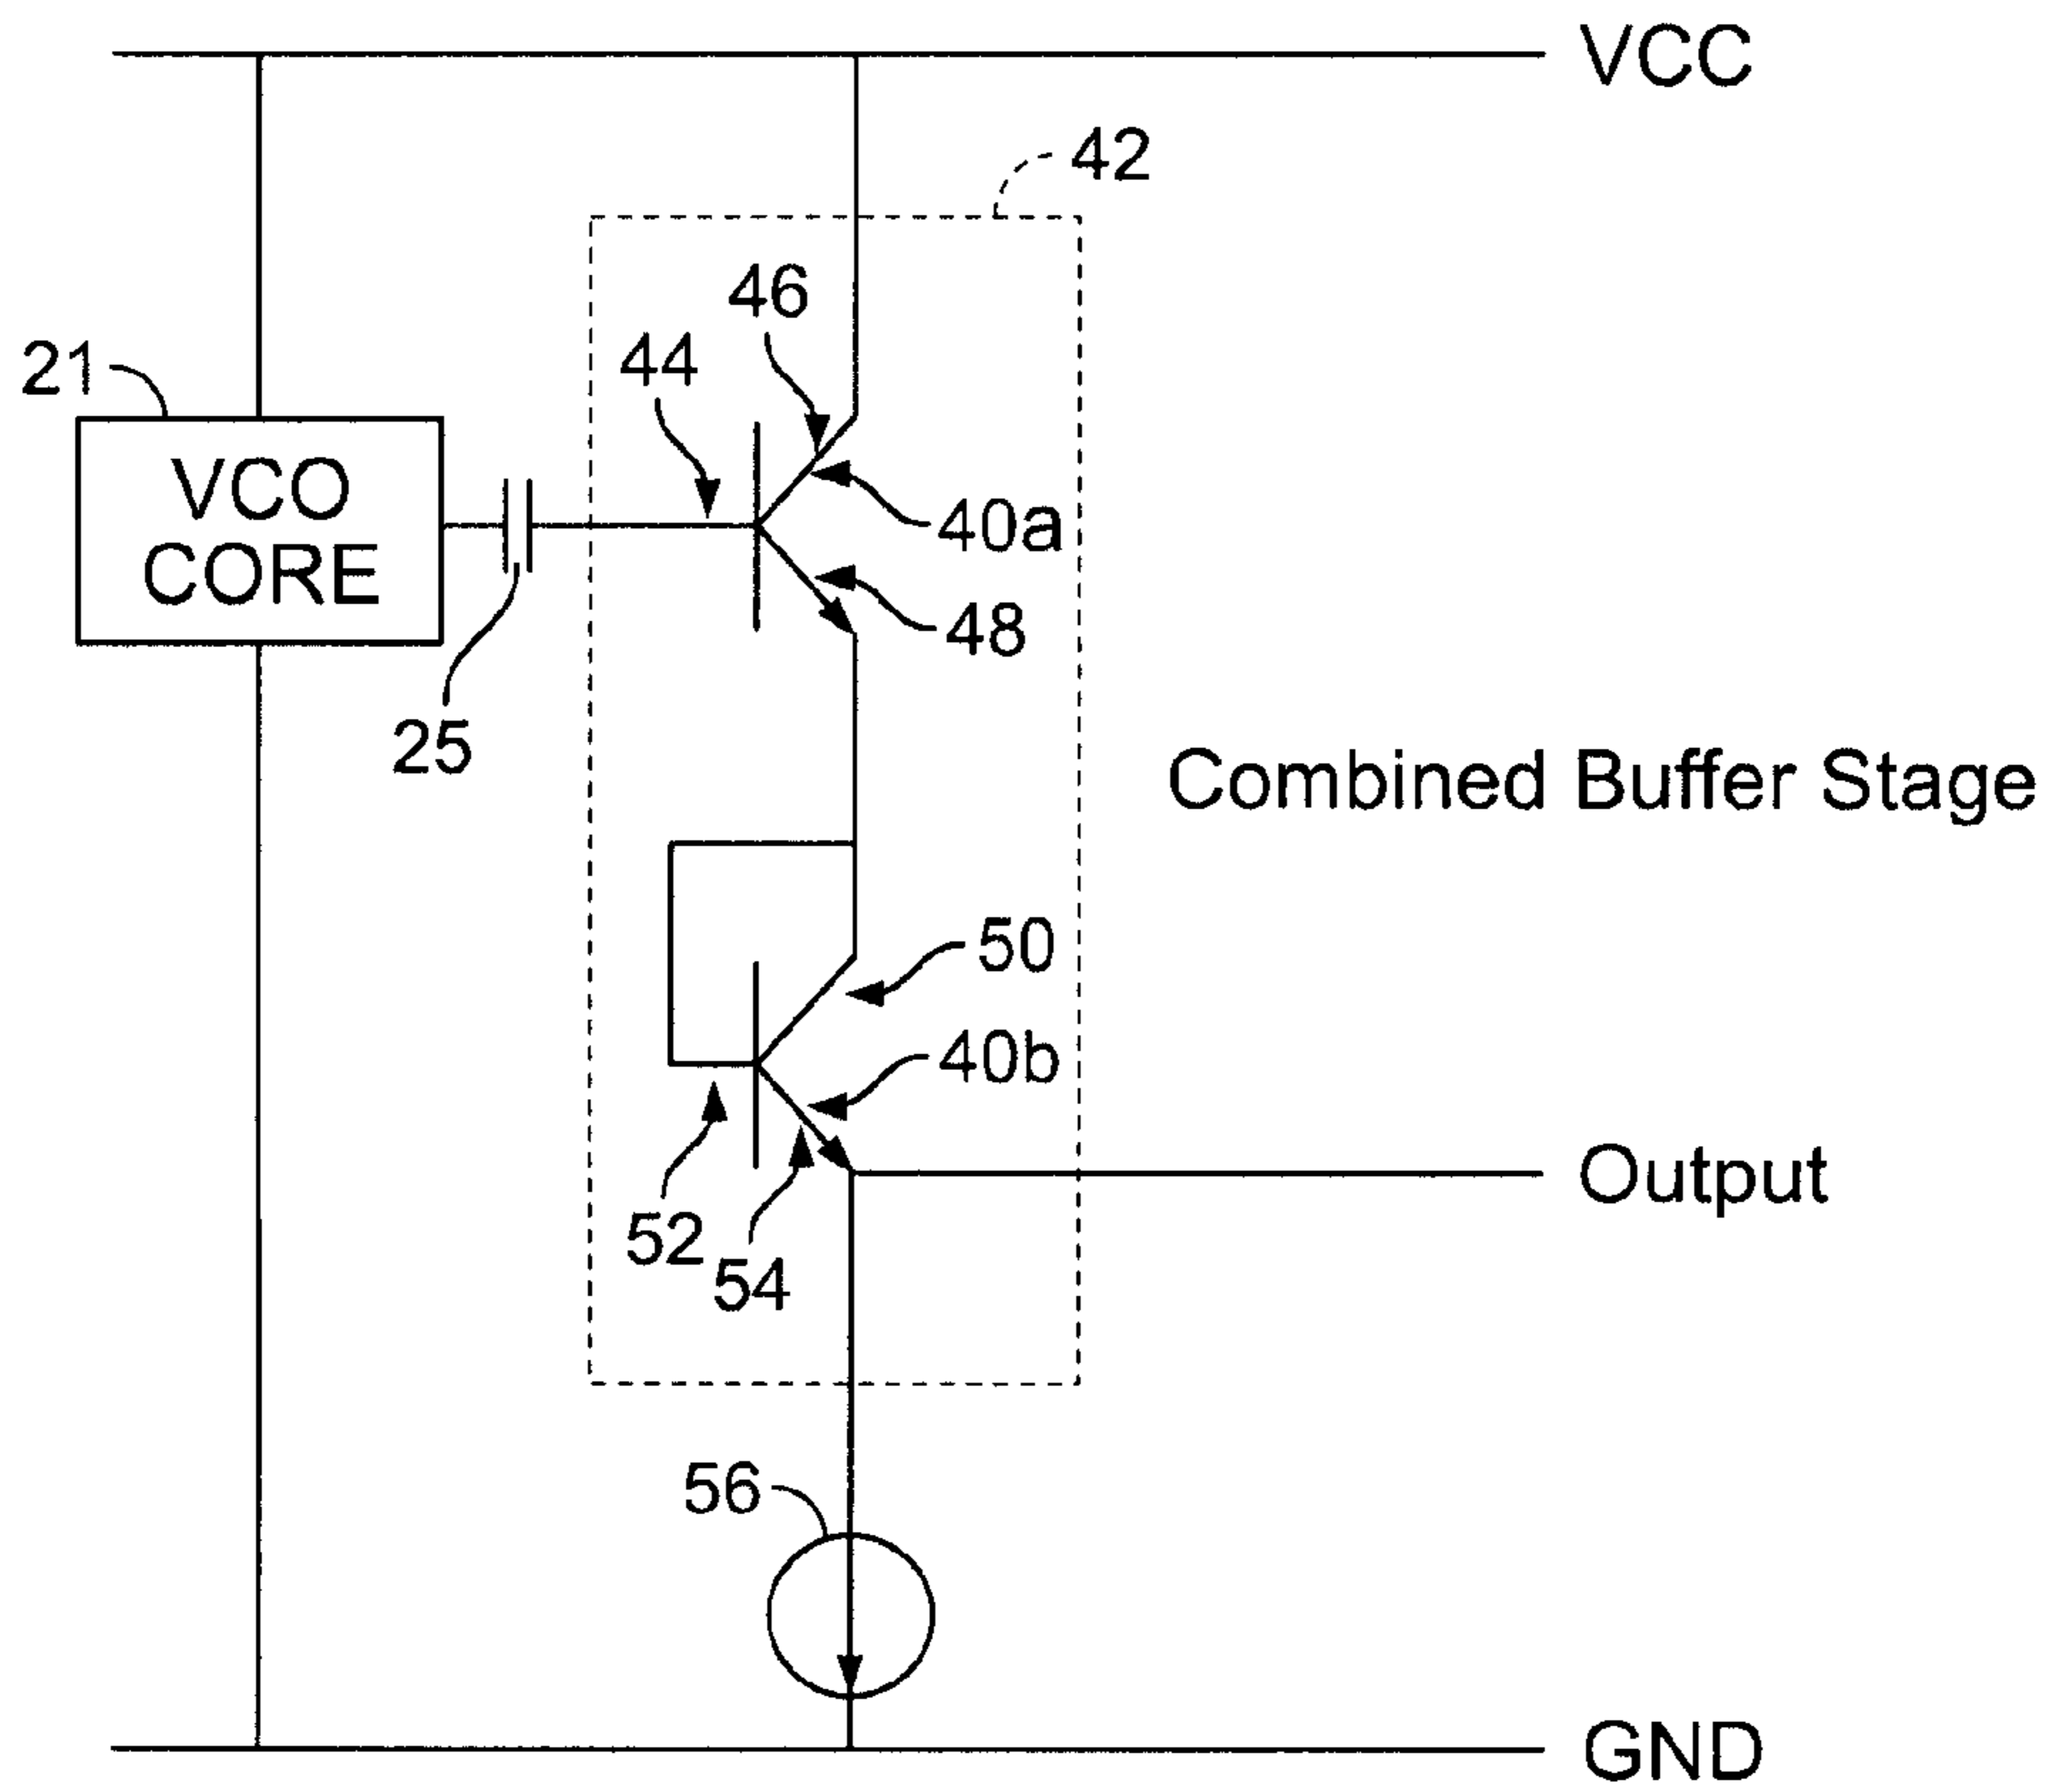 VCC
42
46
44
21
VCO
CORE
40a
48
25
Combined Buffer Stage
50
40b
Output
52
54
56
GND